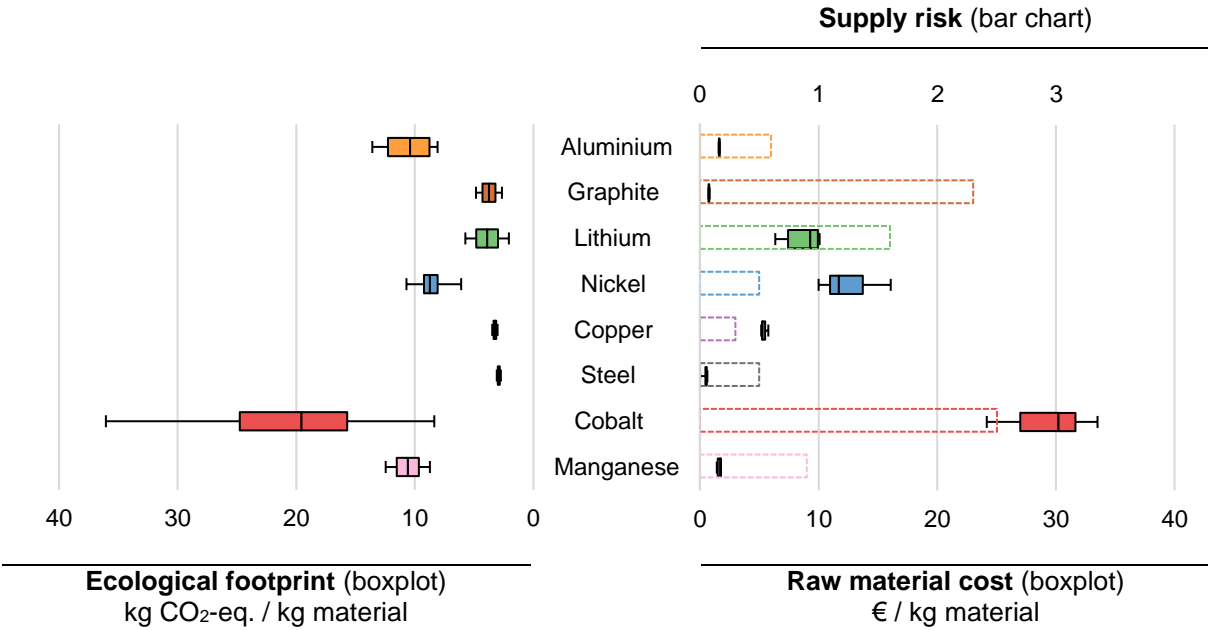 Supply risk (bar chart)
0 1 2 3
Aluminium
Graphite
Lithium
Nickel
Copper
Steel
Cobalt
Manganese
40 30 20 10 0
0 10 20 30 40
Ecological footprint (boxplot)
kg CO₂-eq. / kg material
Raw material cost (boxplot)
€ / kg material